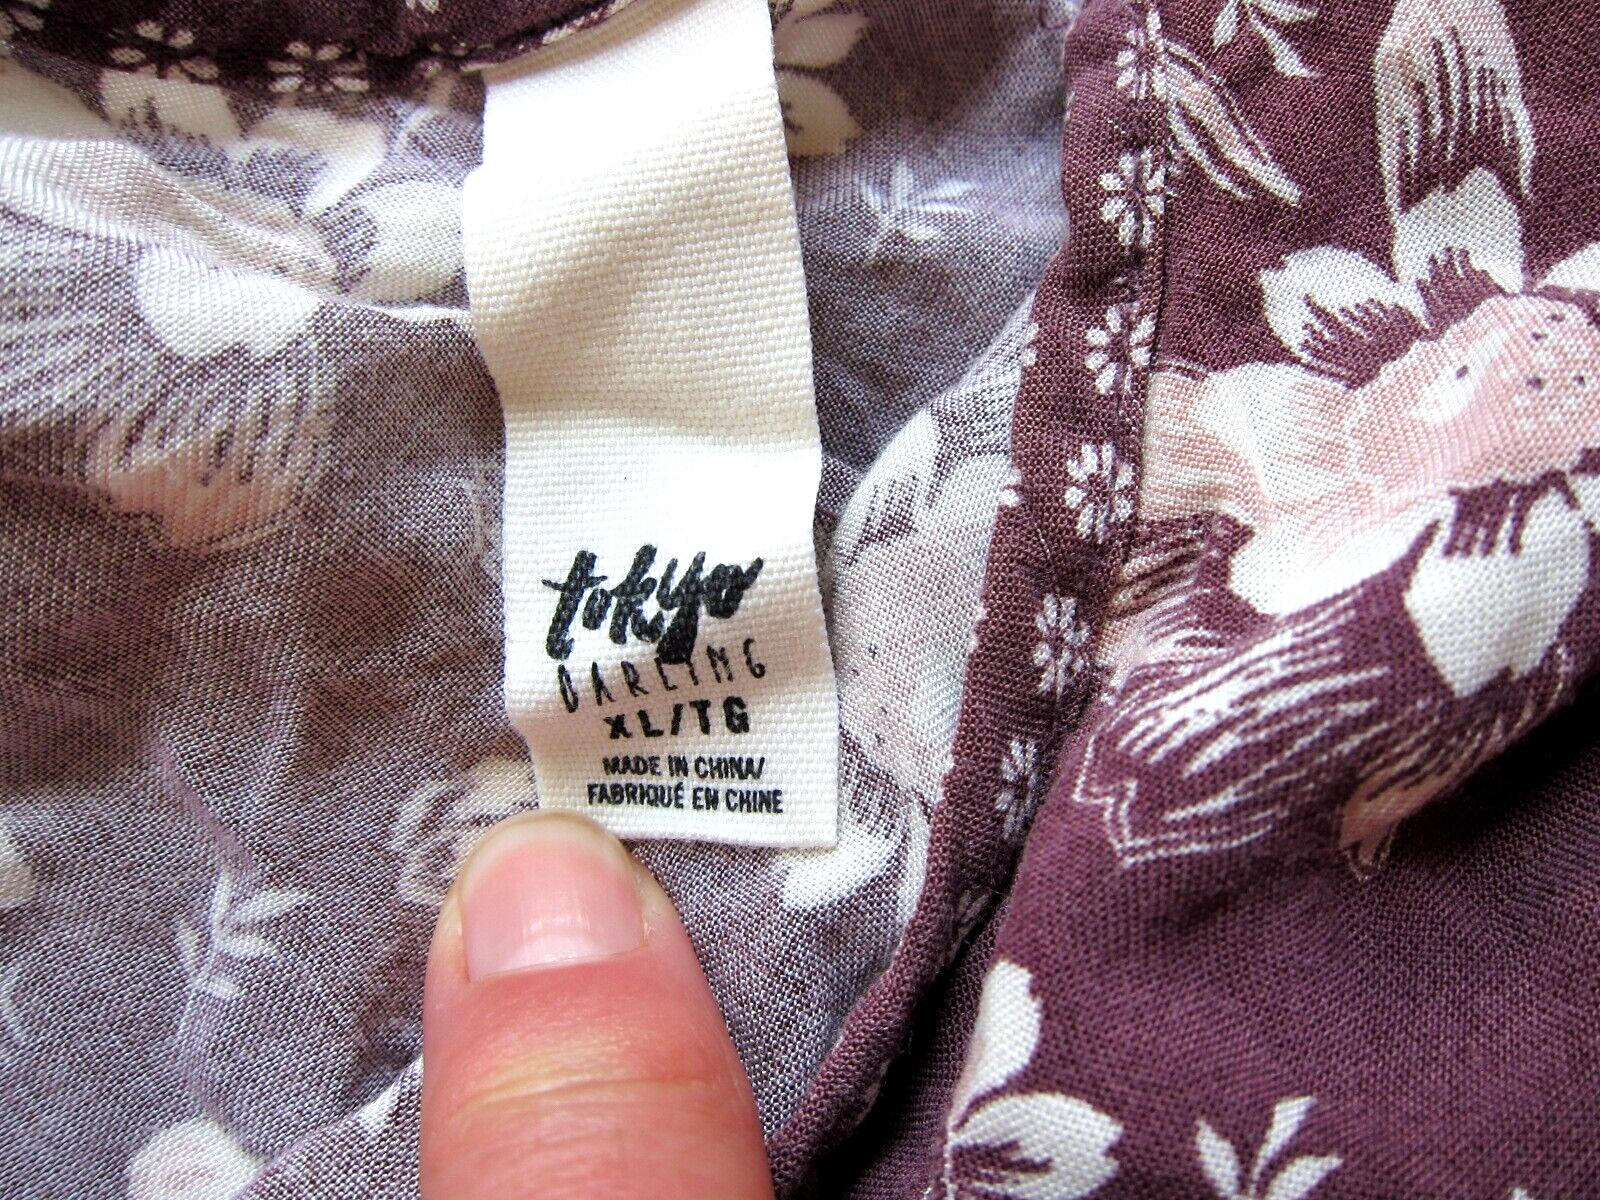 tokyo
DARLING
XL/TG
MADE IN CHINA/
FABRIQUÉ EN CHINE